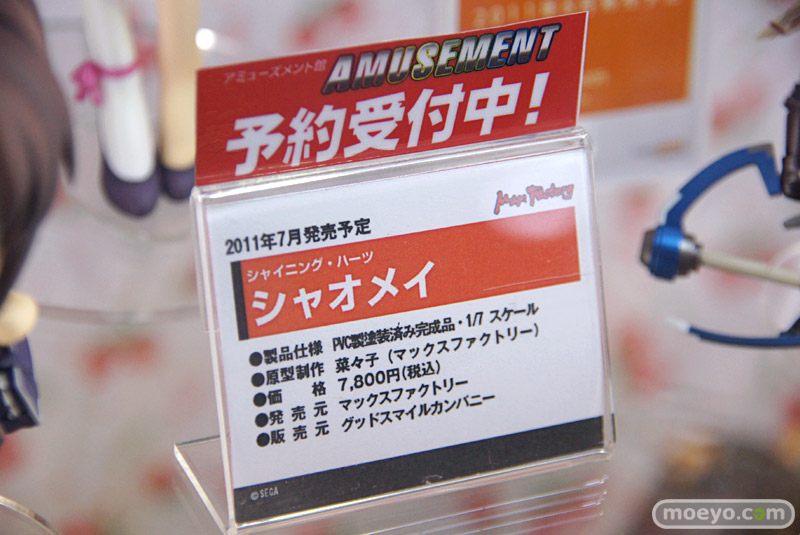 2011年
アミューズメント館 AMUSEMENT
予約受付中!
Max Factory
2011年7月発売予定
シャイニング・ハーツ
シャオメイ
●製品仕様 PVC製塗装済み完成品・1/7 スケール
●原型制作 菜々子(マックスファクトリー)
●価格 7,800円(税込)
●発売元 マックスファクトリー
●販売元 グッドスマイルカンパニー
©SEGA
moeyo.com